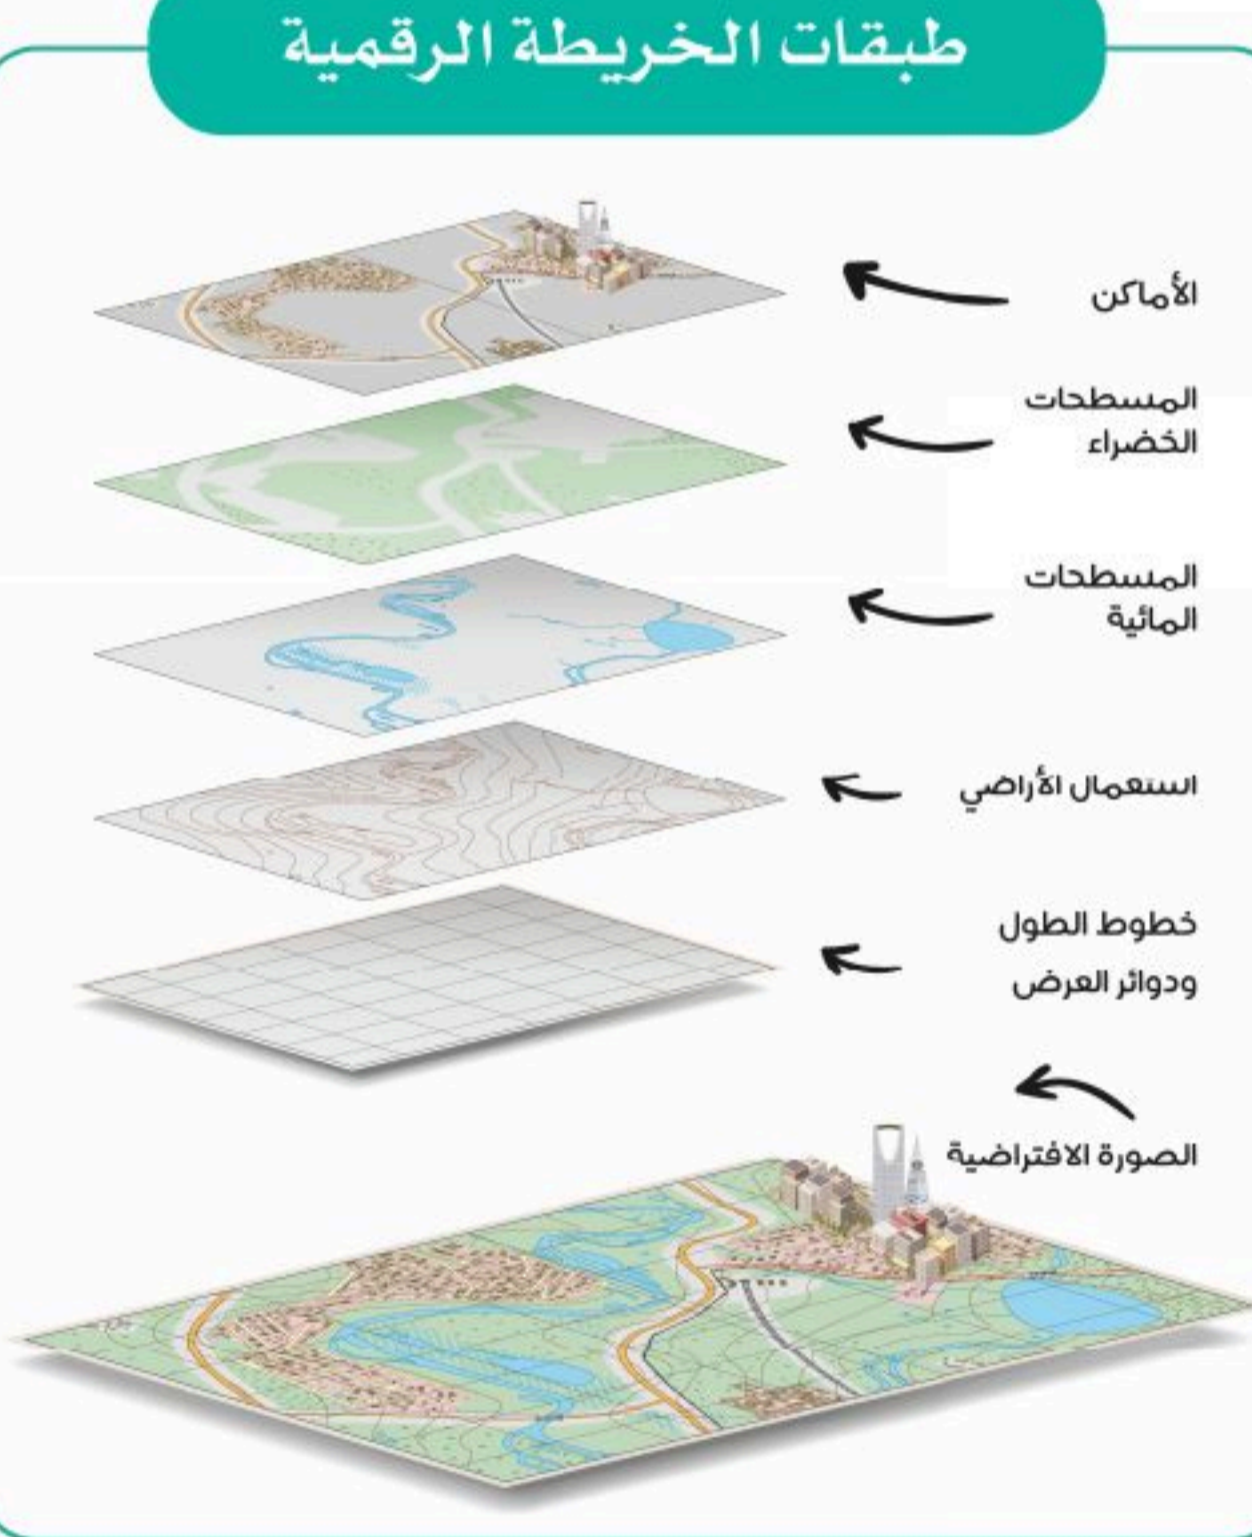 طبقات الخريطة الرقمية
الأماكن
المسطحات
الخضراء
المسطحات
المائية
استعمال الأراضي
خطوط الطول
ودوائر العرض
الصورة الافتراضية